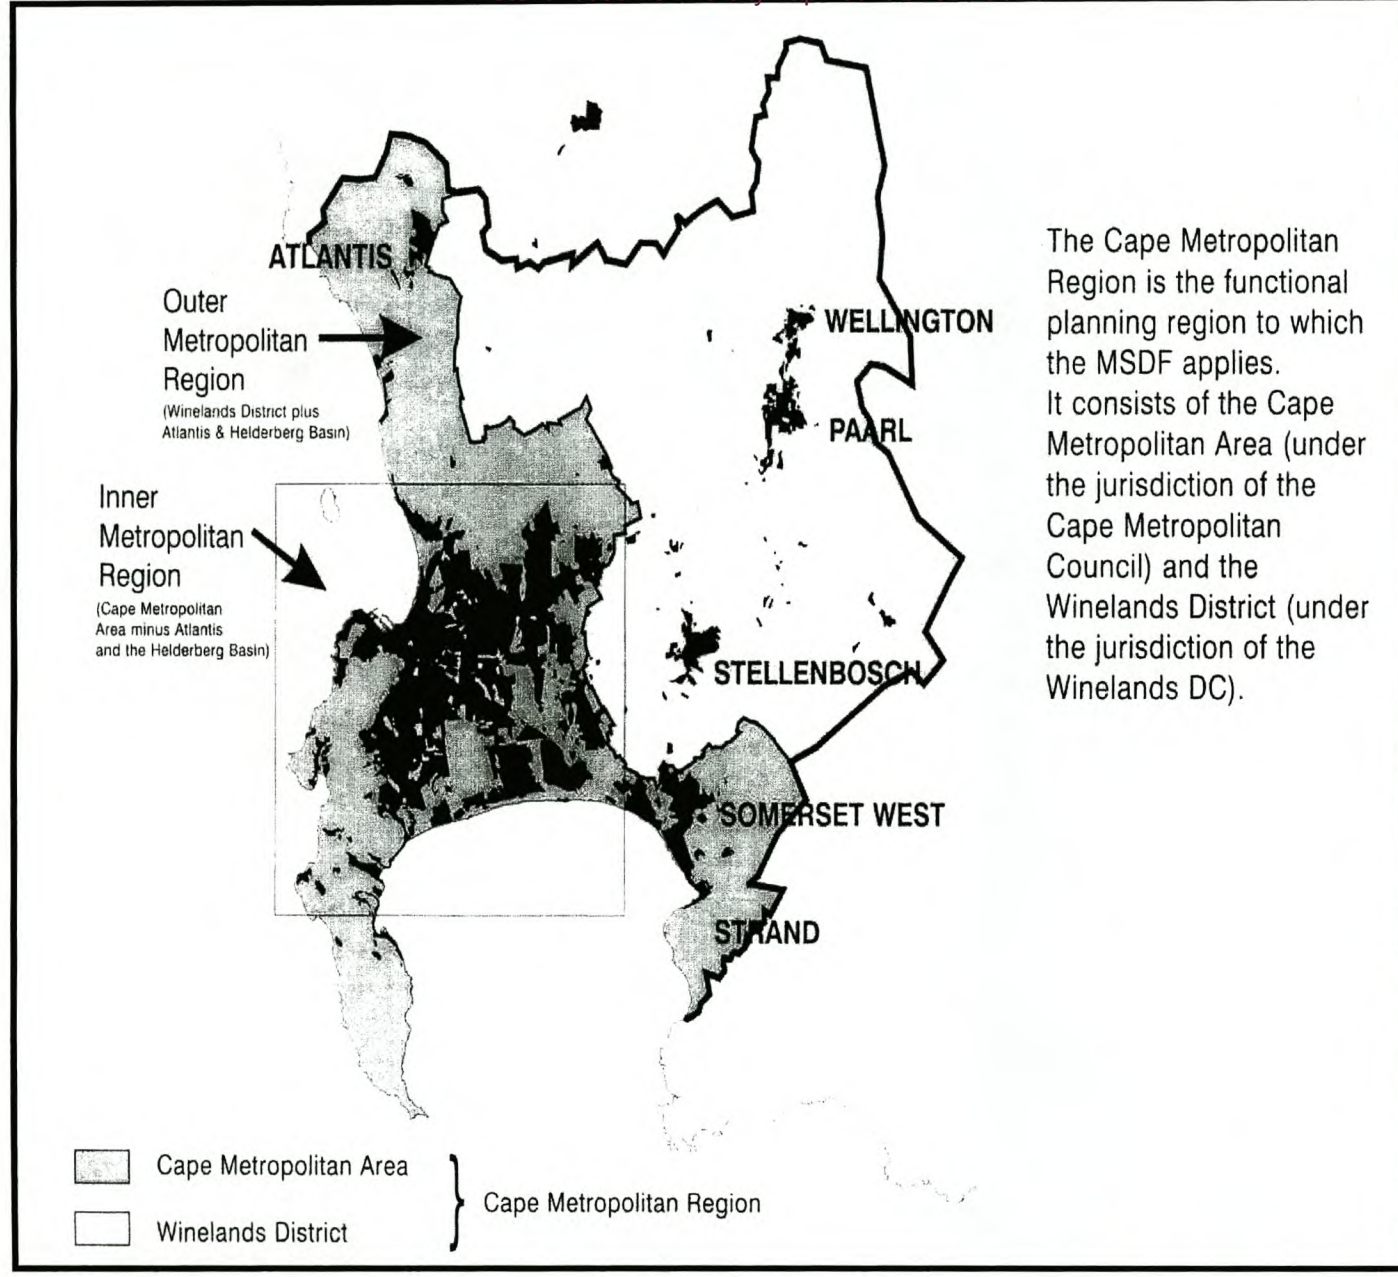 ATLANTIS
Outer
Metropolitan
Region
(Winelands District plus
Atlantis & Helderberg Basin)
Inner
Metropolitan
Region
(Cape Metropolitan
Area minus Atlantis
and the Helderberg Basin)
WELLINGTON
PAARL
STELLENBOSCH
SOMERSET WEST
STRAND
The Cape Metropolitan
Region is the functional
planning region to which
the MSDF applies.
It consists of the Cape
Metropolitan Area (under
the jurisdiction of the
Cape Metropolitan
Council) and the
Winelands District (under
the jurisdiction of the
Winelands DC).
Cape Metropolitan Area
Winelands District
Cape Metropolitan Region